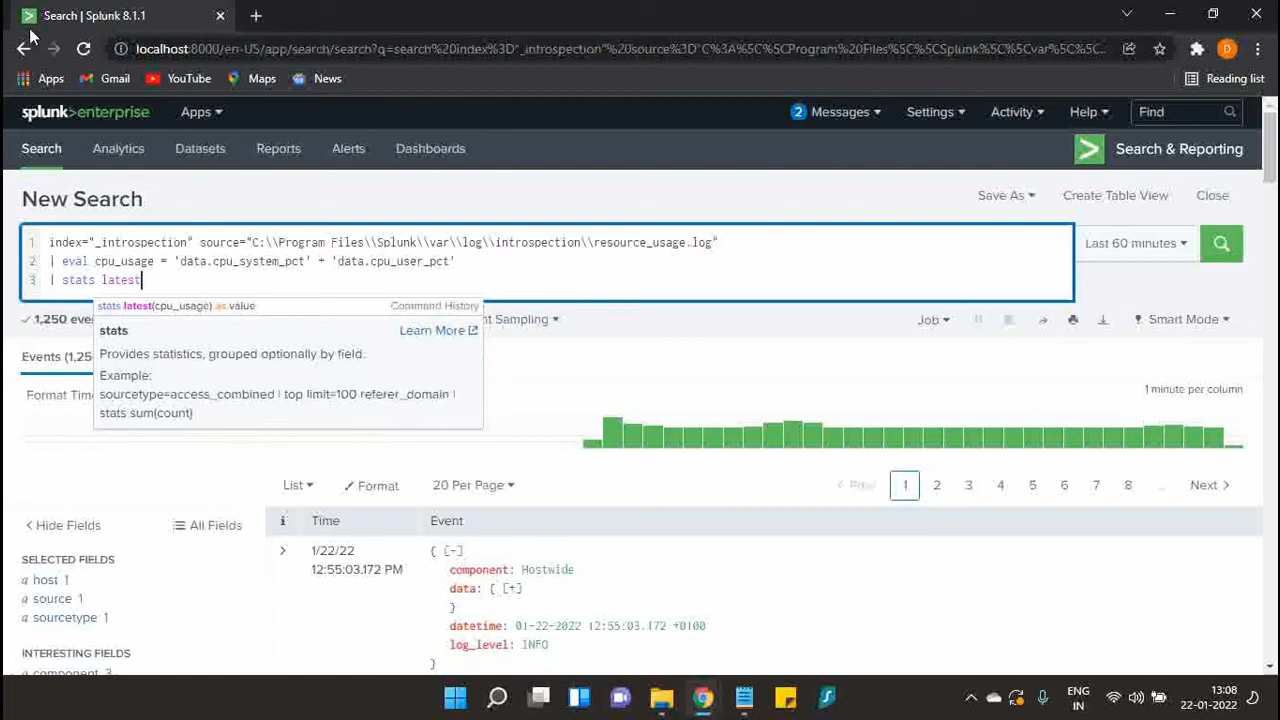 Search | Splunk 8.1.1
localhost:8000/en-US/app/search/search?q=search%20index%3D"_introspection"%20source%3D"C%3A%5C%5CProgram%20Files%5C%5CSplunk%5C%5Cvar%5C%5C...
Apps Gmail YouTube Maps News Reading list
splunk>enterprise Apps 2 Messages Settings Activity Help Find
Search Analytics Datasets Reports Alerts Dashboards Search & Reporting
New Search Save As Create Table View Close
1 index="_introspection" source="C:\\Program Files\\Splunk\\var\\log\\introspection\\resource_usage.log"
2 | eval cpu_usage = 'data.cpu_system_pct' + 'data.cpu_user_pct'
3 | stats latest
Last 60 minutes
stats latest(cpu_usage) as value Command History
stats Learn More
Provides statistics, grouped optionally by field.
Example:
sourcetype=access_combined | top limit=100 referer_domain |
stats sum(count)
1,250 eve nt Sampling Job Smart Mode
Events (1,25
Format Tim 1 minute per column
List Format 20 Per Page < Prev 1 2 3 4 5 6 7 8 ... Next >
< Hide Fields All Fields i Time Event
SELECTED FIELDS
a host 1
a source 1
a sourcetype 1
INTERESTING FIELDS
a component 3
> 1/22/22
12:55:03.172 PM
{ [-]
component: Hostwide
data: { [+]
}
datetime: 01-22-2022 12:55:03.172 +0100
log_level: INFO
}
ENG
IN
13:08
22-01-2022